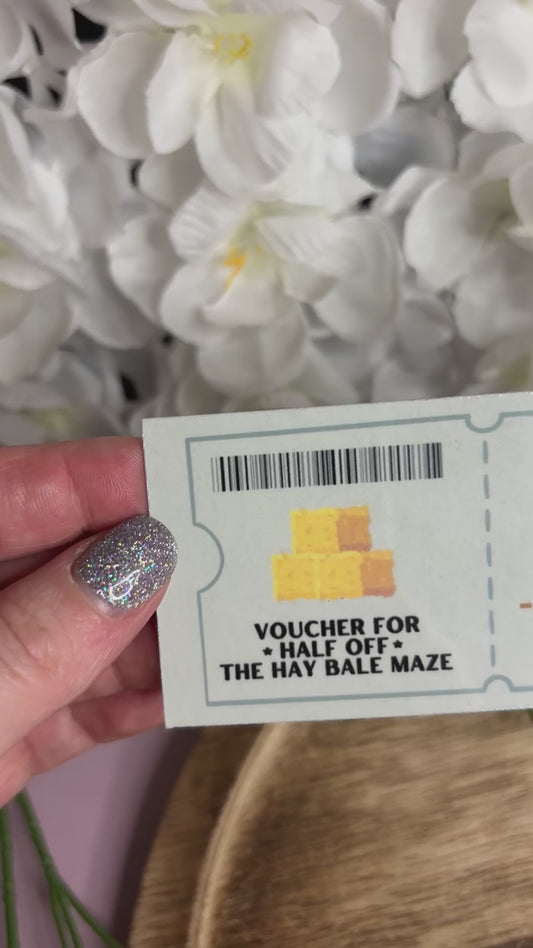 VOUCHER FOR
★ HALF OFF ★
THE HAY BALE MAZE